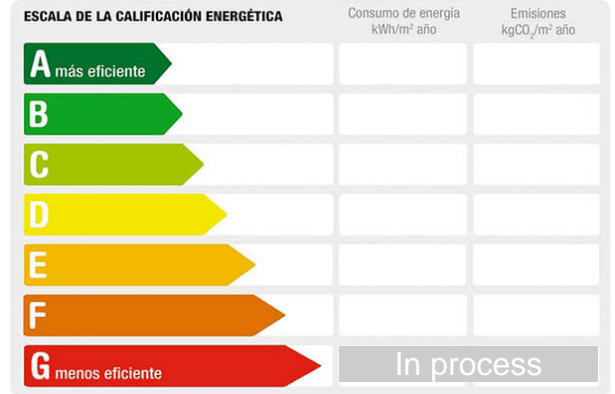 ESCALA DE LA CALIFICACIÓN ENERGÉTICA
Consumo de energía
kWh/m² año
Emisiones
kgCO₂/m² año
A más eficiente
B
C
D
E
F
G menos eficiente
In process